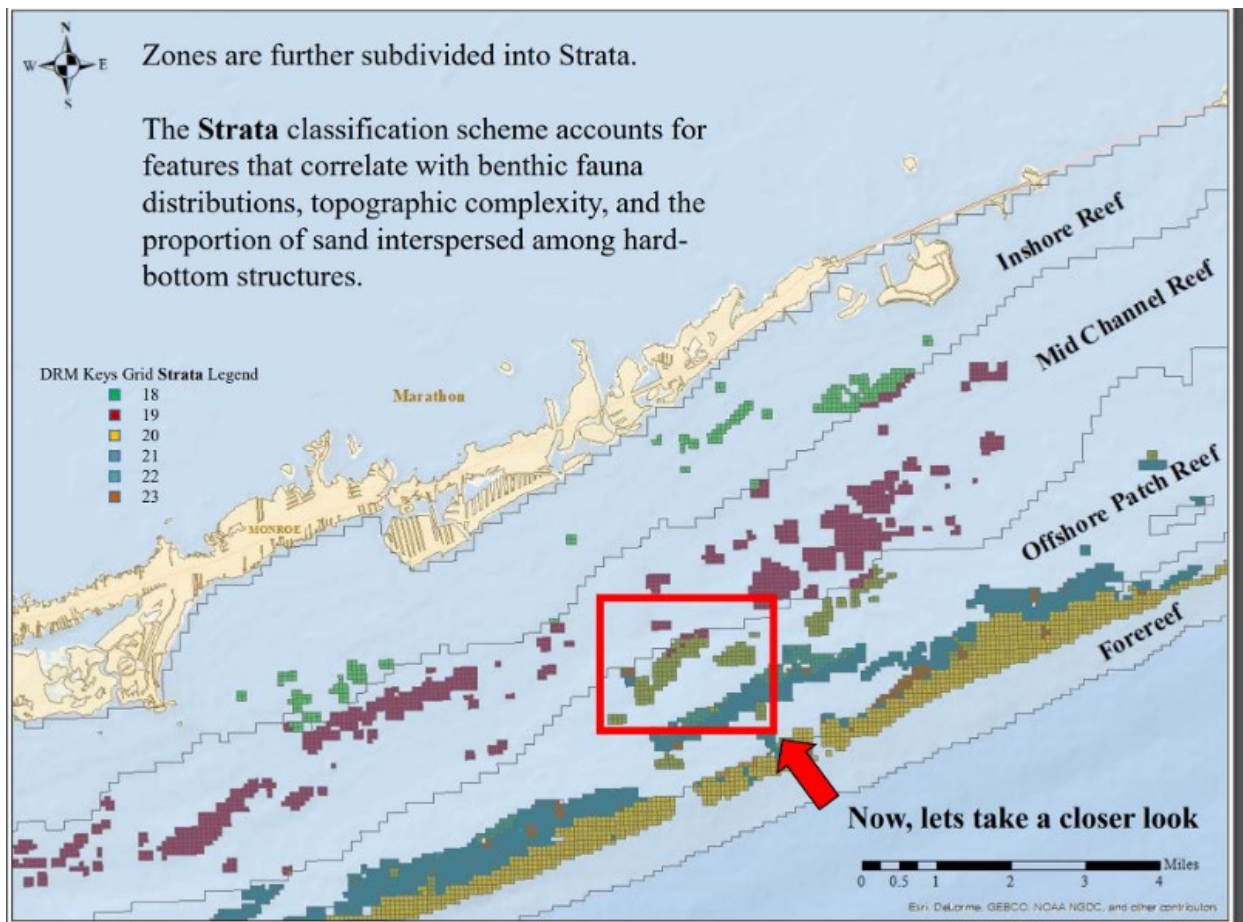 N
W E
S
Zones are further subdivided into Strata.
The Strata classification scheme accounts for
features that correlate with benthic fauna
distributions, topographic complexity, and the
proportion of sand interspersed among hard-
bottom structures.
Inshore Reef
Mid Channel Reef
Offshore Patch Reef
Forereef
DRM Keys Grid Strata Legend
18
19
20
21
22
23
Marathon
MONROE
Now, lets take a closer look
Miles
0 0.5 1 2 3 4
Esri, DeLorme, GEBCO, NOAA NGDC, and other contributors